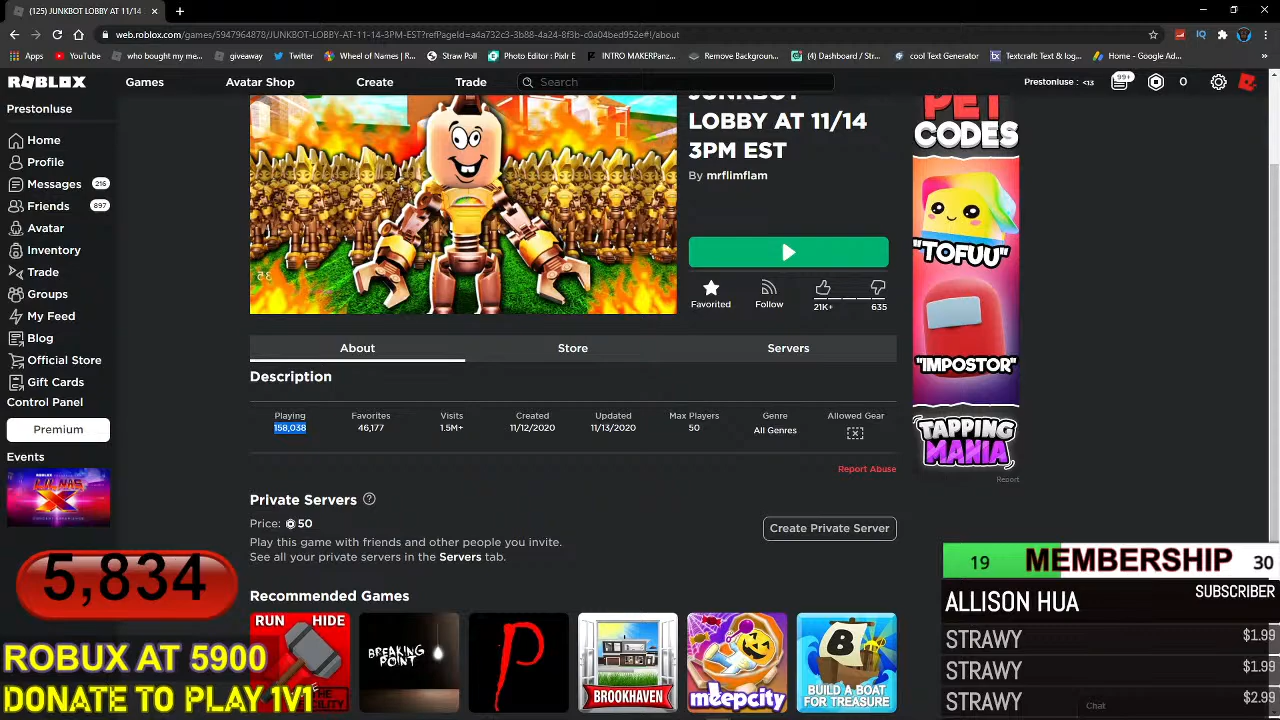 (125) JUNKBOT LOBBY AT 11/14
web.roblox.com/games/5947964878/JUNKBOT-LOBBY-AT-11-14-3PM-EST?refPageId=a4a732c3-3b88-4a24-8f3b-c0a04bed952e#!/about
Apps YouTube who bought my me... giveaway Twitter Wheel of Names | R... Straw Poll Photo Editor : Pixlr E INTRO MAKERPanz... Remove Background... (4) Dashboard / Str... cool Text Generator Textcraft: Text & lo... Home - Google Ad...
ROBLOX Games Avatar Shop Create Trade Search Prestonluse : <13 99+ 0
Prestonluse
Home
Profile
Messages 216
Friends 897
Avatar
Inventory
Trade
Groups
My Feed
Blog
Official Store
Gift Cards
Control Panel
Premium
Events
ROBLOX
LIL NAS
X
JUNKBOT
LOBBY AT 11/14
3PM EST
By mrflimflam
Favorited Follow 21K+ 635
About Store Servers
Description
Playing Favorites Visits Created Updated Max Players Genre Allowed Gear
158,038 46,177 1.5M+ 11/12/2020 11/13/2020 50 All Genres
Report Abuse
Private Servers
Price: 50
Create Private Server
Play this game with friends and other people you invite.
See all your private servers in the Servers tab.
Recommended Games
RUN HIDE
BREAKING POINT
P
BROOKHAVEN
meepcity
B
BUILD A BOAT
FOR TREASURE
PET
CODES
"TOFUU"
"IMPOSTOR"
TAPPING
MANIA
Report
5,834
ROBUX AT 5900
DONATE TO PLAY 1V1
19 MEMBERSHIP 30
ALLISON HUA SUBSCRIBER
STRAWY $1.99
STRAWY $1.99
STRAWY $2.99
Chat